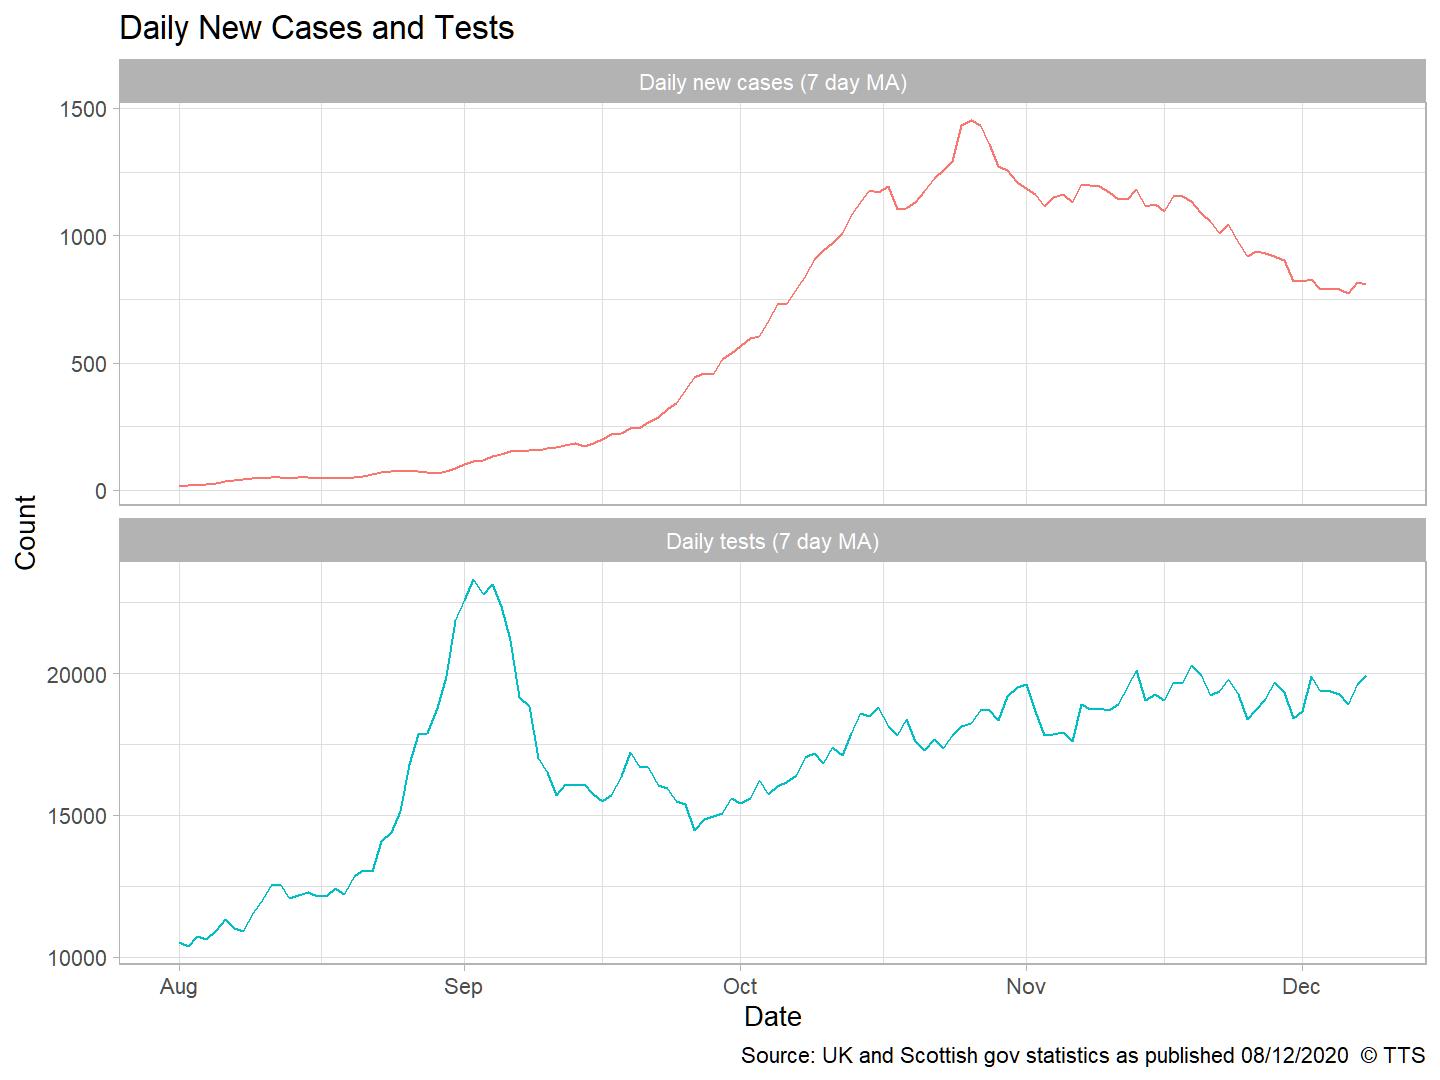 Daily New Cases and Tests
Daily new cases (7 day MA)
1500
1000
500
0
Count
Daily tests (7 day MA)
20000
15000
10000
Aug Sep Oct Nov Dec
Date
Source: UK and Scottish gov statistics as published 08/12/2020 © TTS